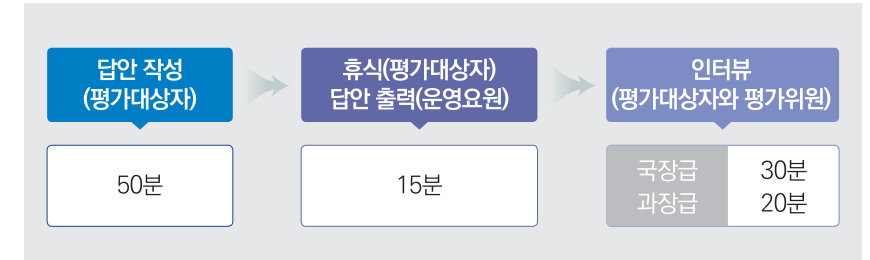 답안 작성
(평가대상자)
휴식(평가대상자)
답안 출력(운영요원)
인터뷰
(평가대상자와 평가위원)
50분
15분
국장급 30분
과장급 20분